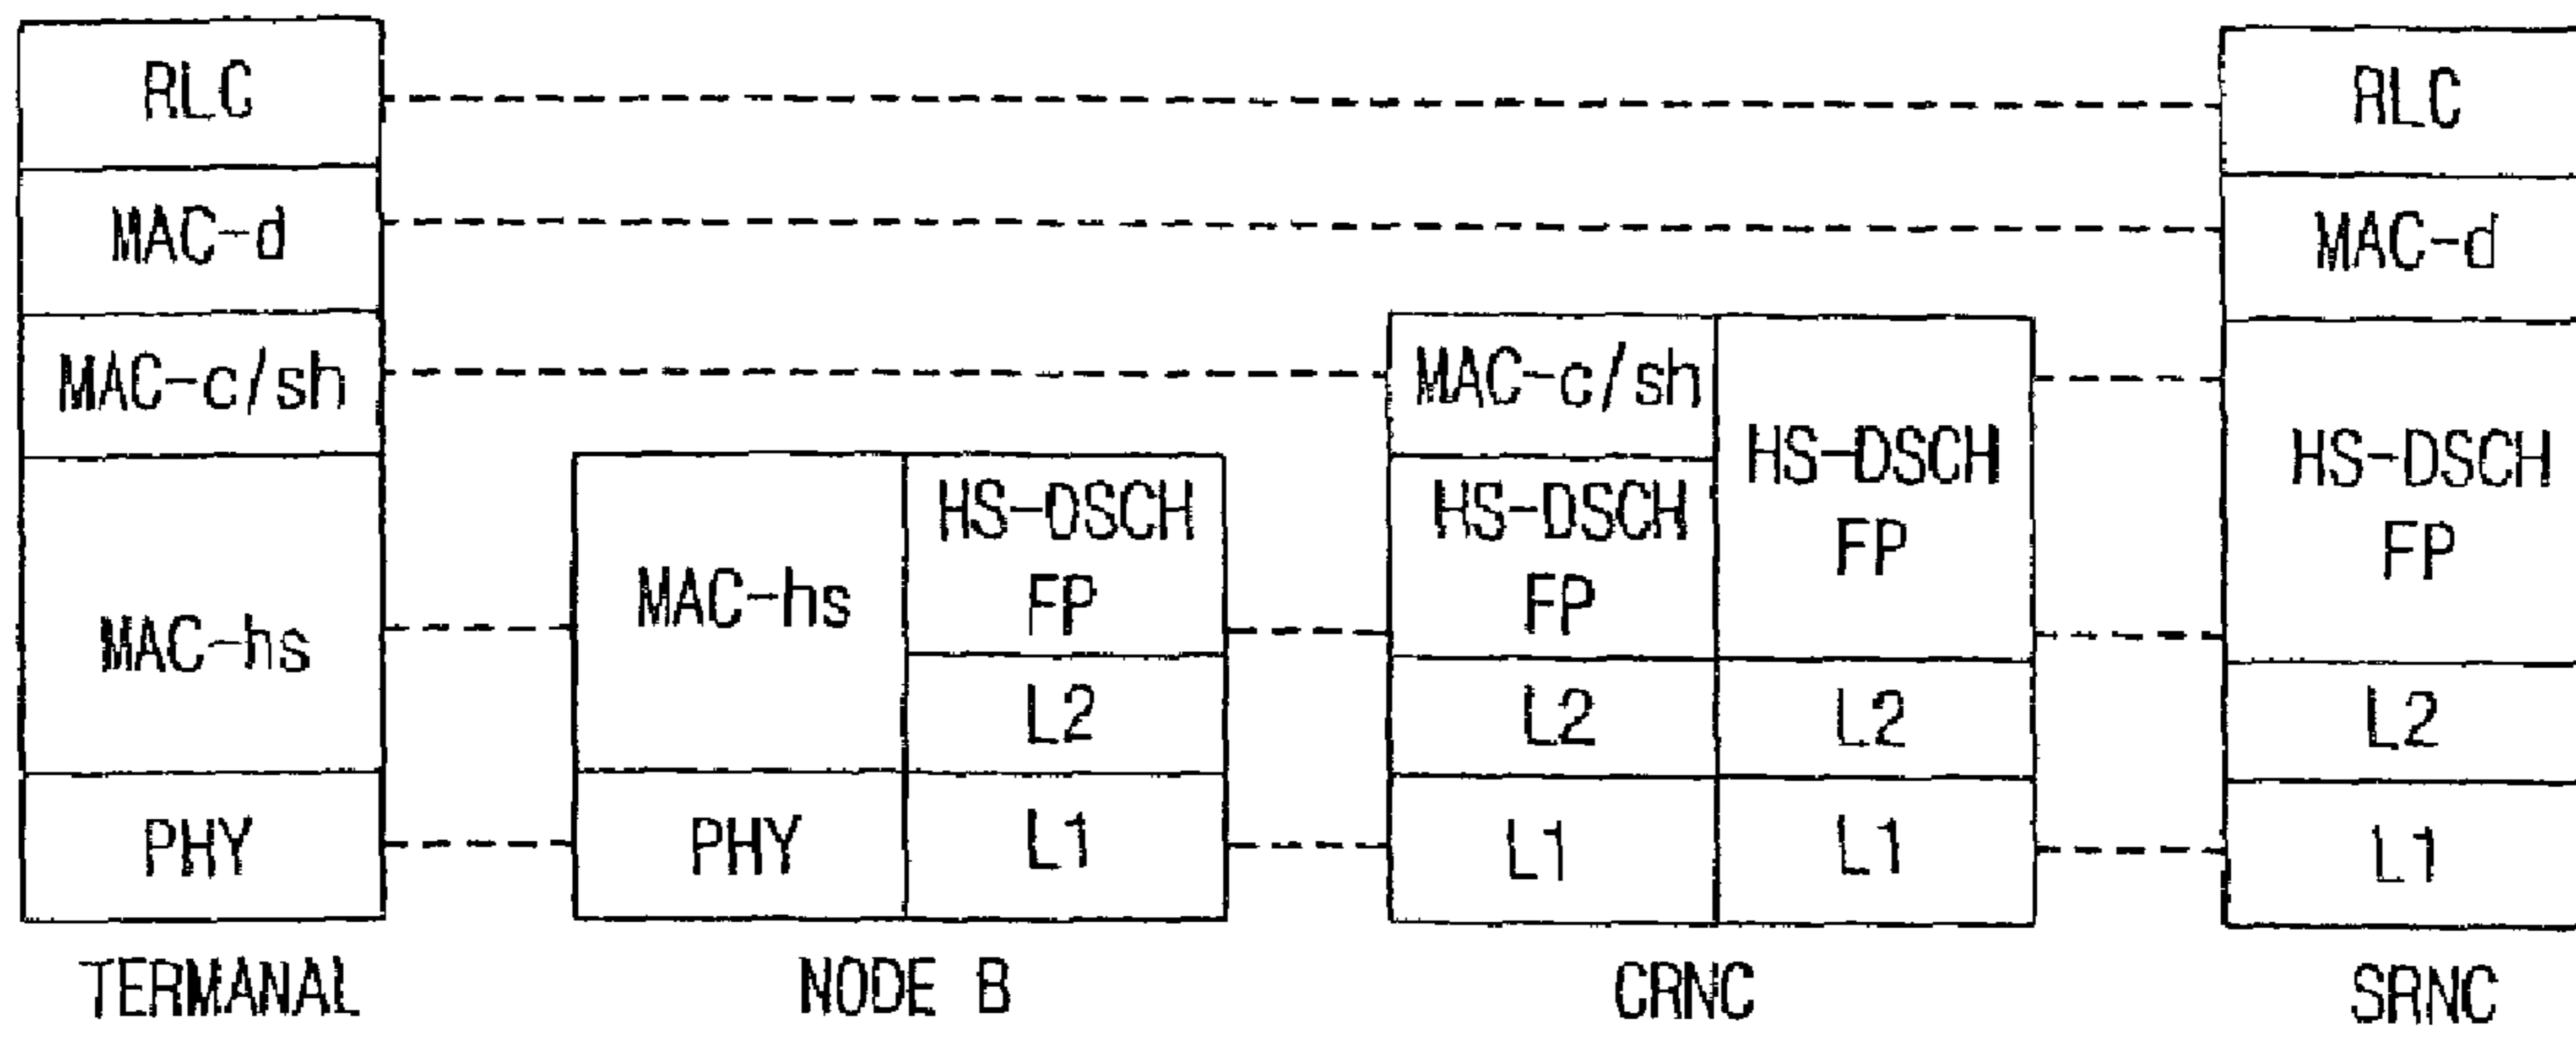 RLC
MAC-d
MAC-c/sh
MAC-hs
PHY
TERMANAL
MAC-hs
PHY
HS-DSCH
FP
L2
L1
NODE B
MAC-c/sh
HS-DSCH
FP
L2
L1
HS-DSCH
FP
L2
L1
CRNC
RLC
MAC-d
HS-DSCH
FP
L2
L1
SRNC